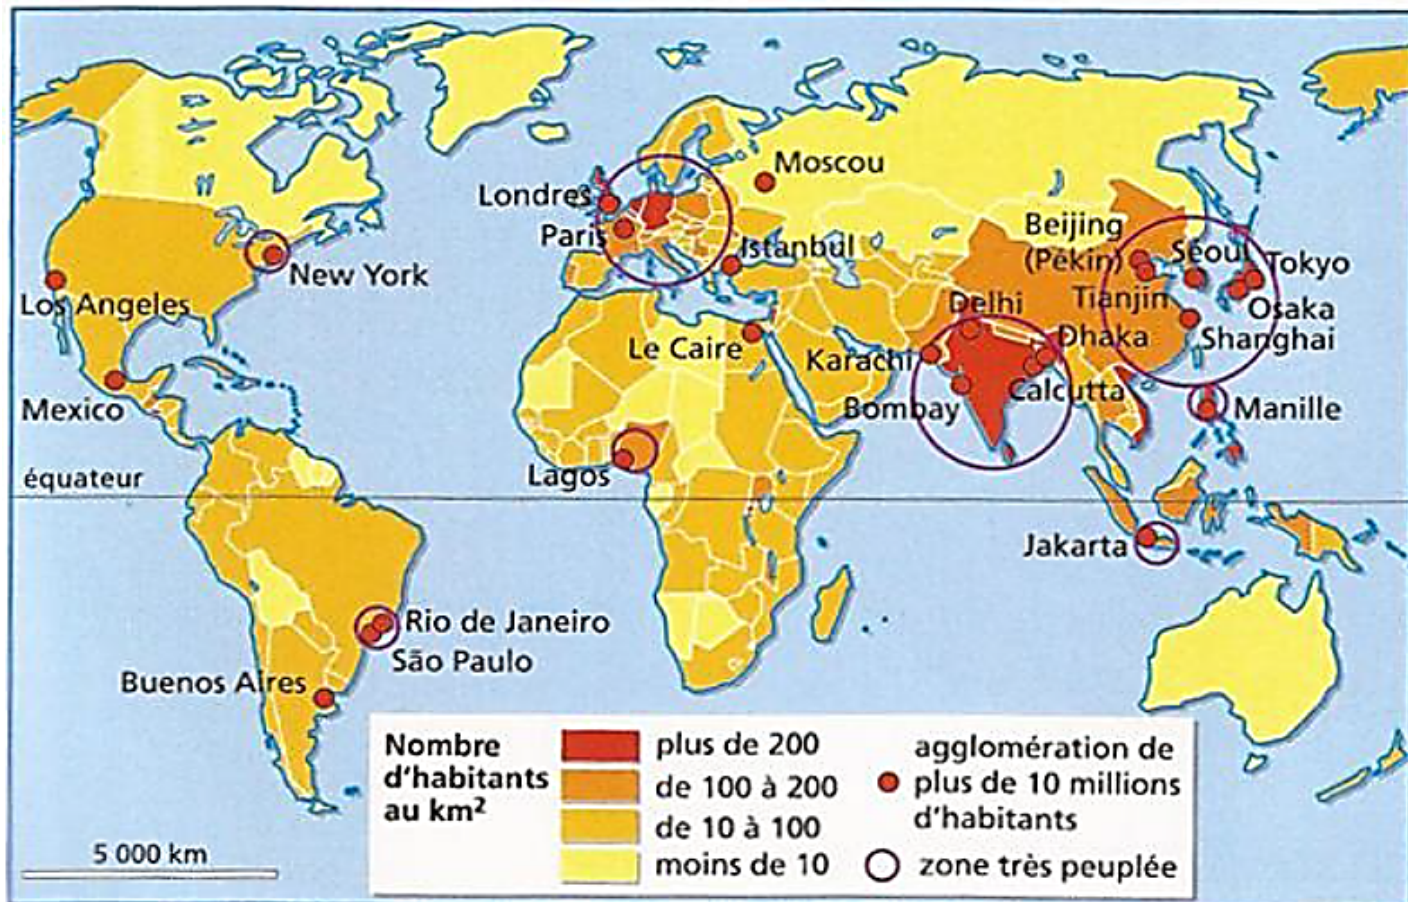 Moscou
Londres
Paris
Istanbul
Beijing
(Pékin)
Séoul
Tokyo
Tianjin
Osaka
Shanghai
New York
Los Angeles
Mexico
Le Caire
Delhi
Dhaka
Karachi
Calcutta
Bombay
Manille
Lagos
équateur
Jakarta
Rio de Janeiro
São Paulo
Buenos Aires
Nombre
d'habitants
au km²
plus de 200
de 100 à 200
de 10 à 100
moins de 10
agglomération de
plus de 10 millions
d'habitants
zone très peuplée
5 000 km